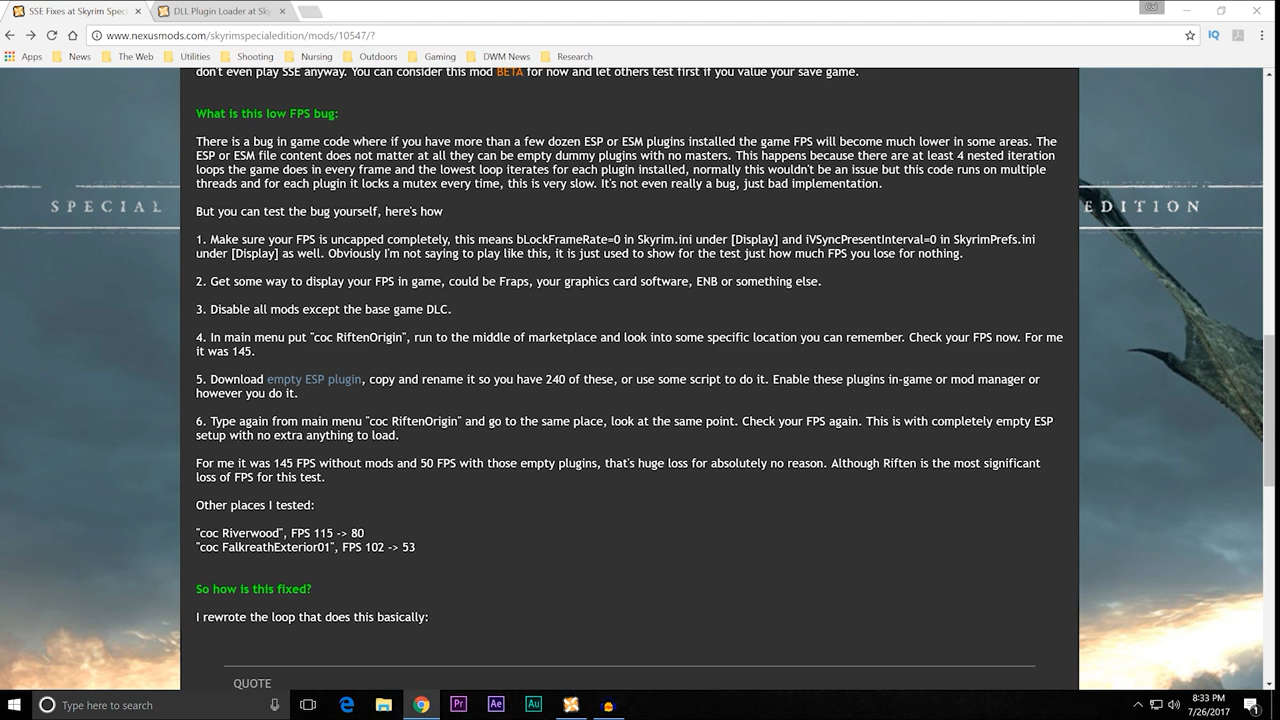 SSE Fixes at Skyrim Spec
DLL Plugin Loader at Sky
www.nexusmods.com/skyrimspecialedition/mods/10547/?
Apps News The Web Utilities Shooting Nursing Outdoors Gaming DWM News Research
don't even play SSE anyway. You can consider this mod BETA for now and let others test first if you value your save game.
What is this low FPS bug:
There is a bug in game code where if you have more than a few dozen ESP or ESM plugins installed the game FPS will become much lower in some areas. The
ESP or ESM file content does not matter at all they can be empty dummy plugins with no masters. This happens because there are at least 4 nested iteration
loops the game does in every frame and the lowest loop iterates for each plugin installed, normally this wouldn't be an issue but this code runs on multiple
threads and for each plugin it locks a mutex every time, this is very slow. It's not even really a bug, just bad implementation.
SPECIAL
EDITION
But you can test the bug yourself, here's how
1. Make sure your FPS is uncapped completely, this means bLockFrameRate=0 in Skyrim.ini under [Display] and iVSyncPresentInterval=0 in SkyrimPrefs.ini
under [Display] as well. Obviously I'm not saying to play like this, it is just used to show for the test just how much FPS you lose for nothing.
2. Get some way to display your FPS in game, could be Fraps, your graphics card software, ENB or something else.
3. Disable all mods except the base game DLC.
4. In main menu put "coc RiftenOrigin", run to the middle of marketplace and look into some specific location you can remember. Check your FPS now. For me
it was 145.
5. Download empty ESP plugin, copy and rename it so you have 240 of these, or use some script to do it. Enable these plugins in-game or mod manager or
however you do it.
6. Type again from main menu "coc RiftenOrigin" and go to the same place, look at the same point. Check your FPS again. This is with completely empty ESP
setup with no extra anything to load.
For me it was 145 FPS without mods and 50 FPS with those empty plugins, that's huge loss for absolutely no reason. Although Riften is the most significant
loss of FPS for this test.
Other places I tested:
"coc Riverwood", FPS 115 -> 80
"coc FalkreathExterior01", FPS 102 -> 53
So how is this fixed?
I rewrote the loop that does this basically:
QUOTE
Type here to search
Pr Ae Au
8:33 PM
7/26/2017